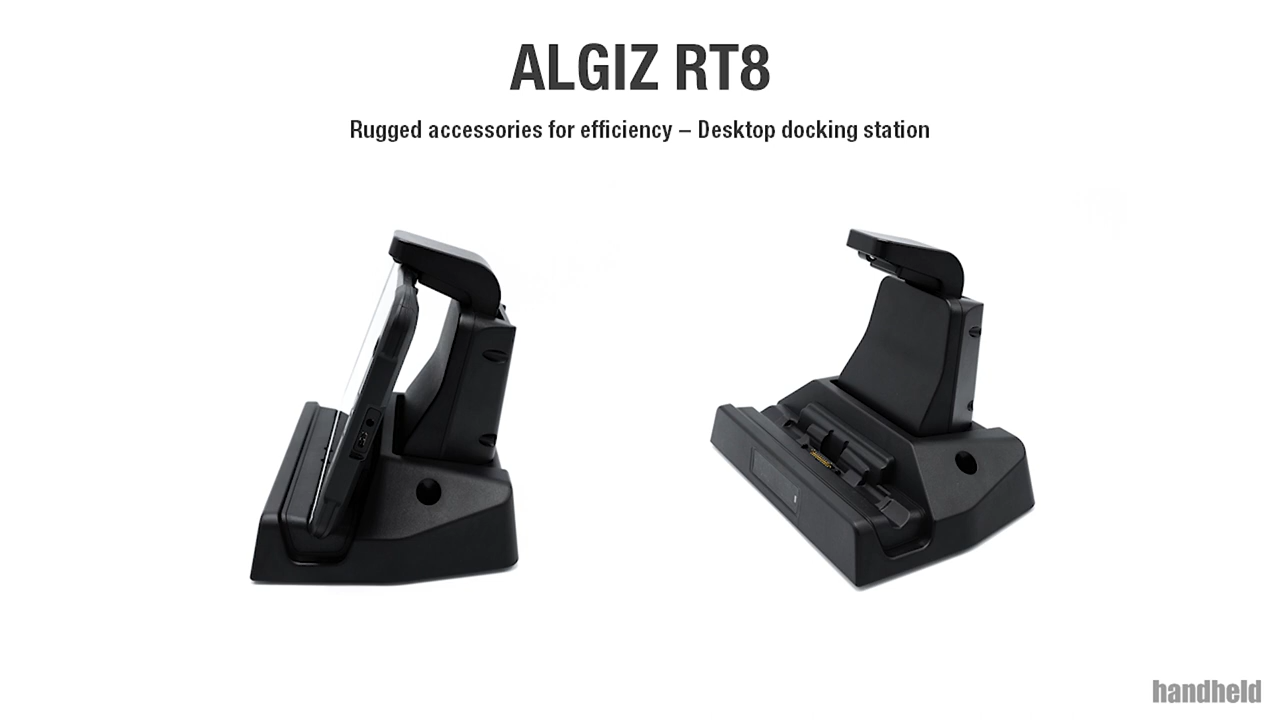 ALGIZ RT8
Rugged accessories for efficiency – Desktop docking station
handheld